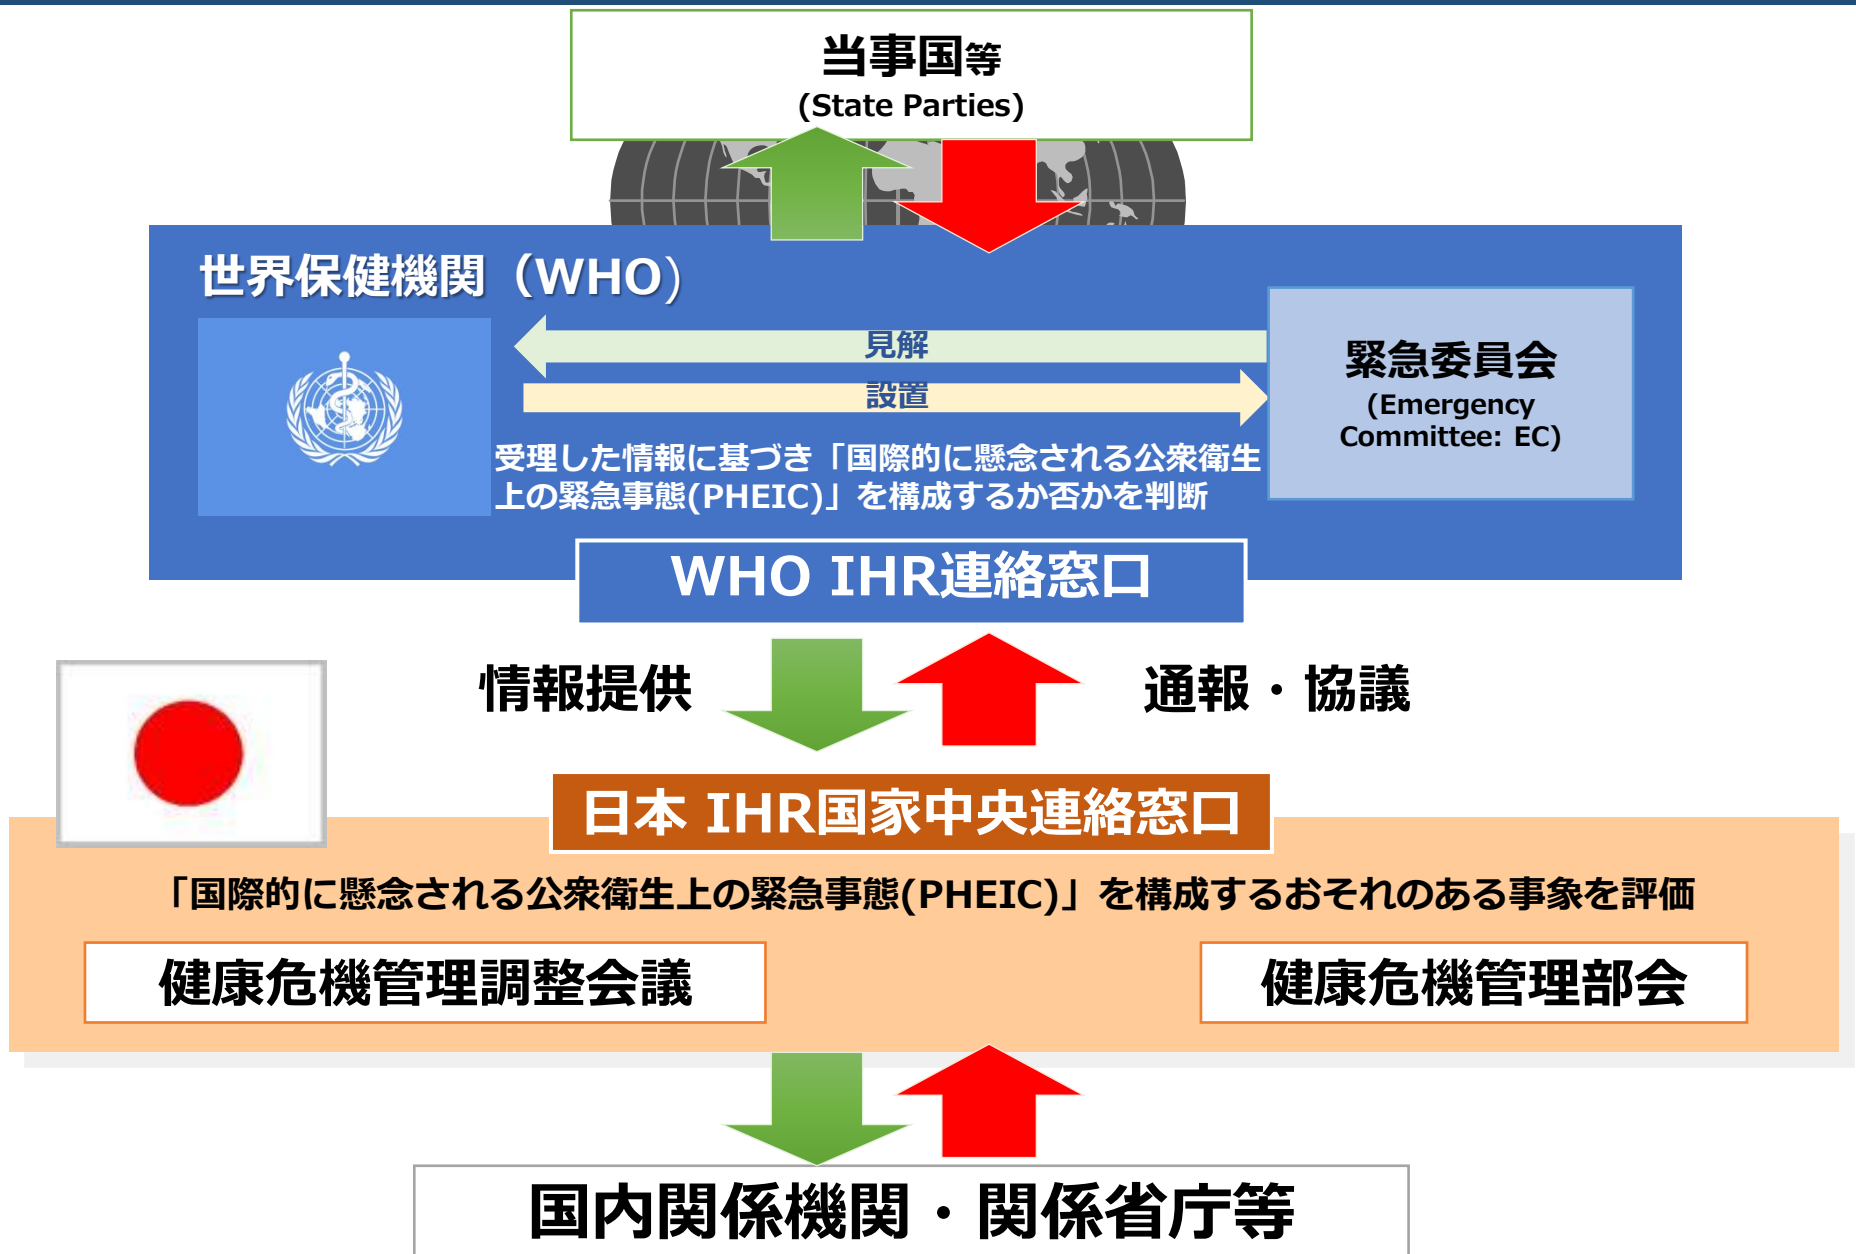 当事国等
(State Parties)
世界保健機関（WHO）
見解
設置
緊急委員会
(Emergency
Committee: EC)
受理した情報に基づき「国際的に懸念される公衆衛生
上の緊急事態(PHEIC)」を構成するか否かを判断
WHO IHR連絡窓口
情報提供
通報・協議
日本 IHR国家中央連絡窓口
「国際的に懸念される公衆衛生上の緊急事態(PHEIC)」を構成するおそれのある事象を評価
健康危機管理調整会議
健康危機管理部会
国内関係機関・関係省庁等